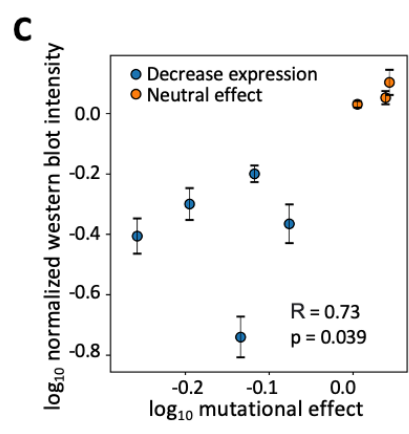 C
Decrease expression
Neutral effect
log10 normalized western blot intensity
0.0
-0.2
-0.4
-0.6
-0.8
R = 0.73
p = 0.039
-0.2
-0.1
0.0
log10 mutational effect